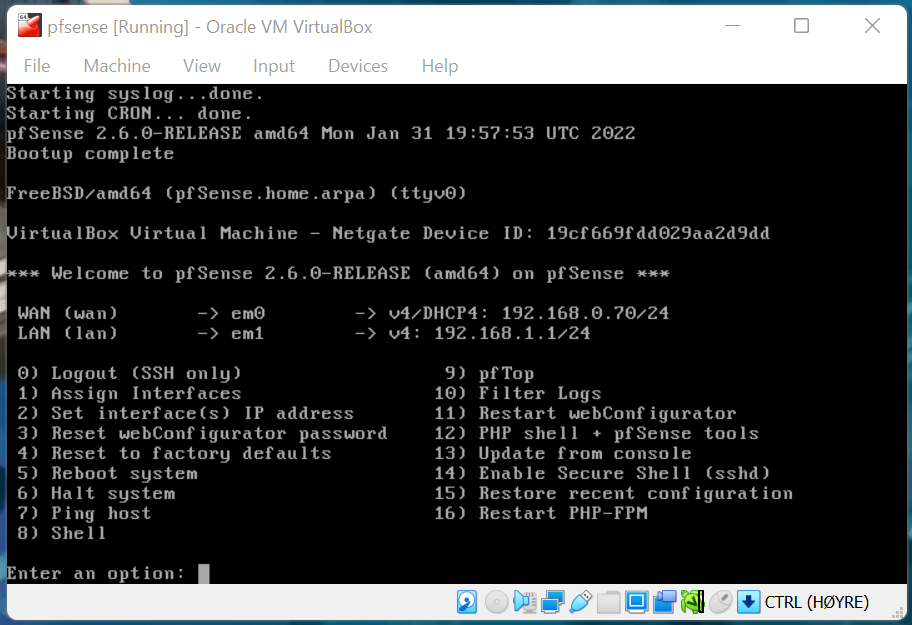 pfsense [Running] - Oracle VM VirtualBox
File Machine View Input Devices Help
Starting syslog...done.
Starting CRON... done.
pfSense 2.6.0-RELEASE amd64 Mon Jan 31 19:57:53 UTC 2022
Bootup complete
FreeBSD/amd64 (pfSense.home.arpa) (ttyv0)
VirtualBox Virtual Machine - Netgate Device ID: 19cf669fdd029aa2d9dd
*** Welcome to pfSense 2.6.0-RELEASE (amd64) on pfSense ***
WAN (wan) -> em0 -> v4/DHCP4: 192.168.0.70/24
LAN (lan) -> em1 -> v4: 192.168.1.1/24
0) Logout (SSH only) 9) pfTop
1) Assign Interfaces 10) Filter Logs
2) Set interface(s) IP address 11) Restart webConfigurator
3) Reset webConfigurator password 12) PHP shell + pfSense tools
4) Reset to factory defaults 13) Update from console
5) Reboot system 14) Enable Secure Shell (sshd)
6) Halt system 15) Restore recent configuration
7) Ping host 16) Restart PHP-FPM
8) Shell
Enter an option:
CTRL (HØYRE)